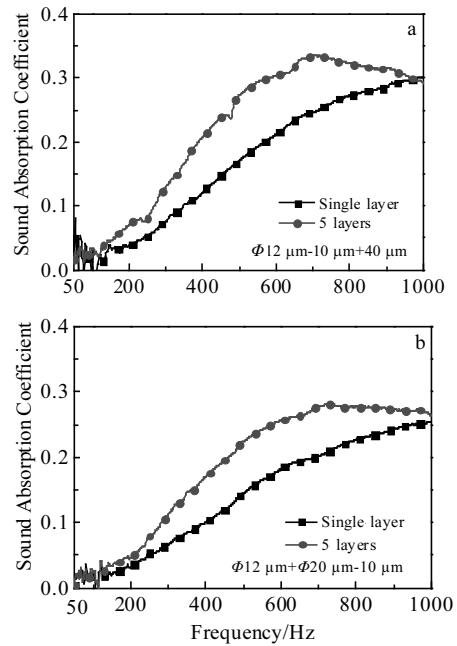 0.4
a
0.3
0.2
0.1
0.0
Sound Absorption Coefficient
Single layer
5 layers
Φ12 μm-10 μm+40 μm
50 200 400 600 800 1000
0.4
b
0.3
0.2
0.1
0.0
Sound Absorption Coefficient
Single layer
5 layers
Φ12 μm+Φ20 μm-10 μm
50 200 400 600 800 1000
Frequency/Hz